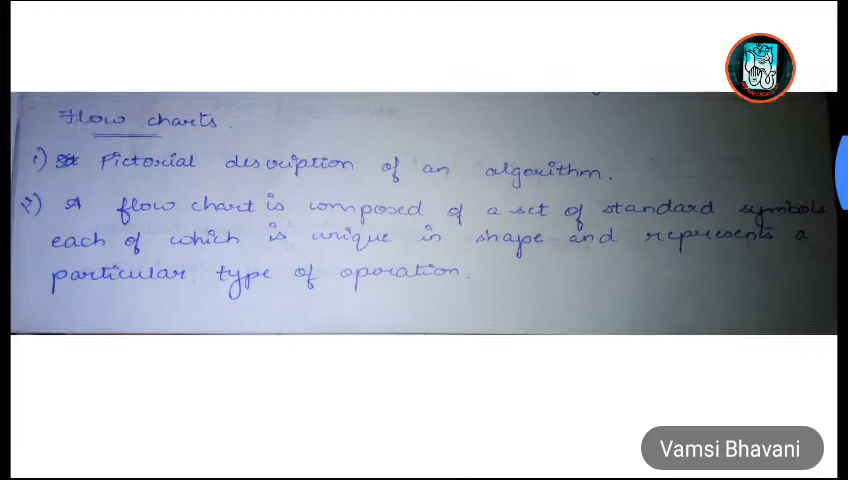 Flow charts.
1) Pictorial description of an algorithm.
2) A flow chart is composed of a set of standard symbols
each of which is unique in shape and represents a
particular type of operation.
Vamsi Bhavani